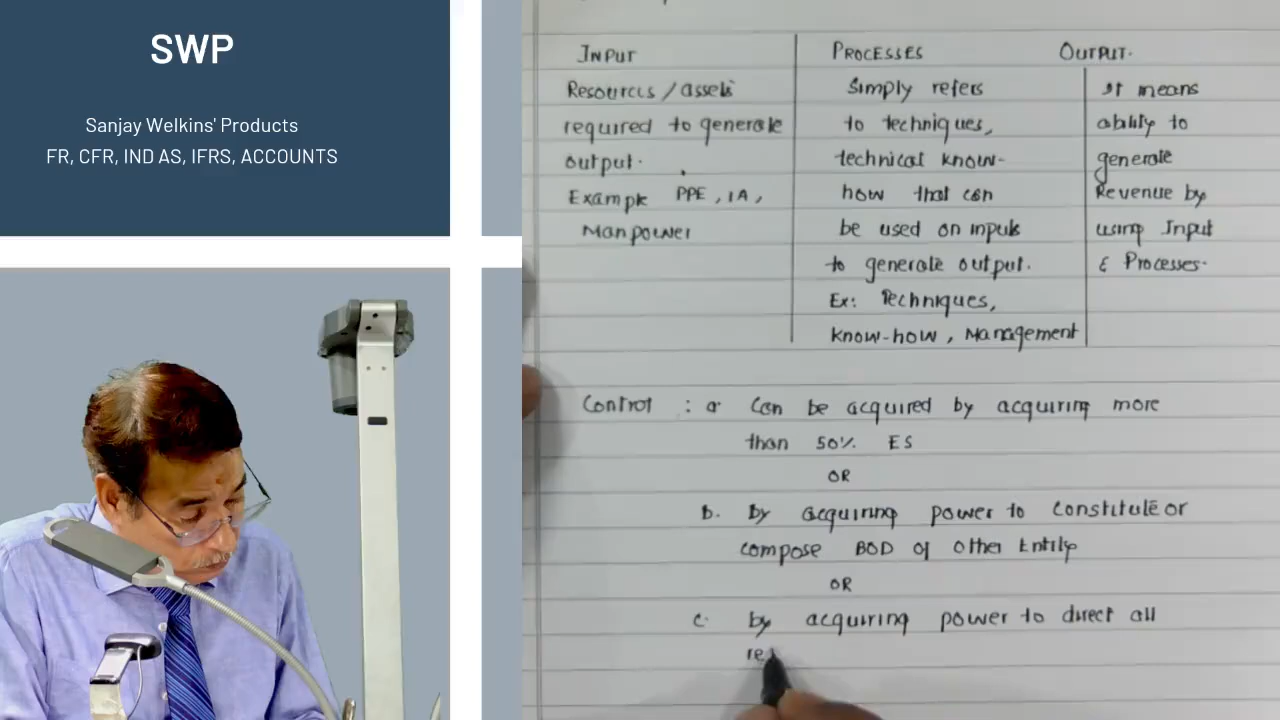 SWP
Sanjay Welkins' Products
FR, CFR, IND AS, IFRS, ACCOUNTS
INPUT
Resources / assets
required to generate
output.
Example PPE, IA,
Manpower
PROCESSES
Simply refers
to techniques,
technical know-
how that can
be used on inputs
to generate output.
Ex: Techniques,
know-how, Management
OUTPUT.
It means
ability to
generate
Revenue by
using Input
& Processes.
Control : a. Can be acquired by acquiring more
than 50% ES
OR
b. By acquiring power to constitute or
compose BOD of Other Entity
OR
c. by acquiring power to direct all
re